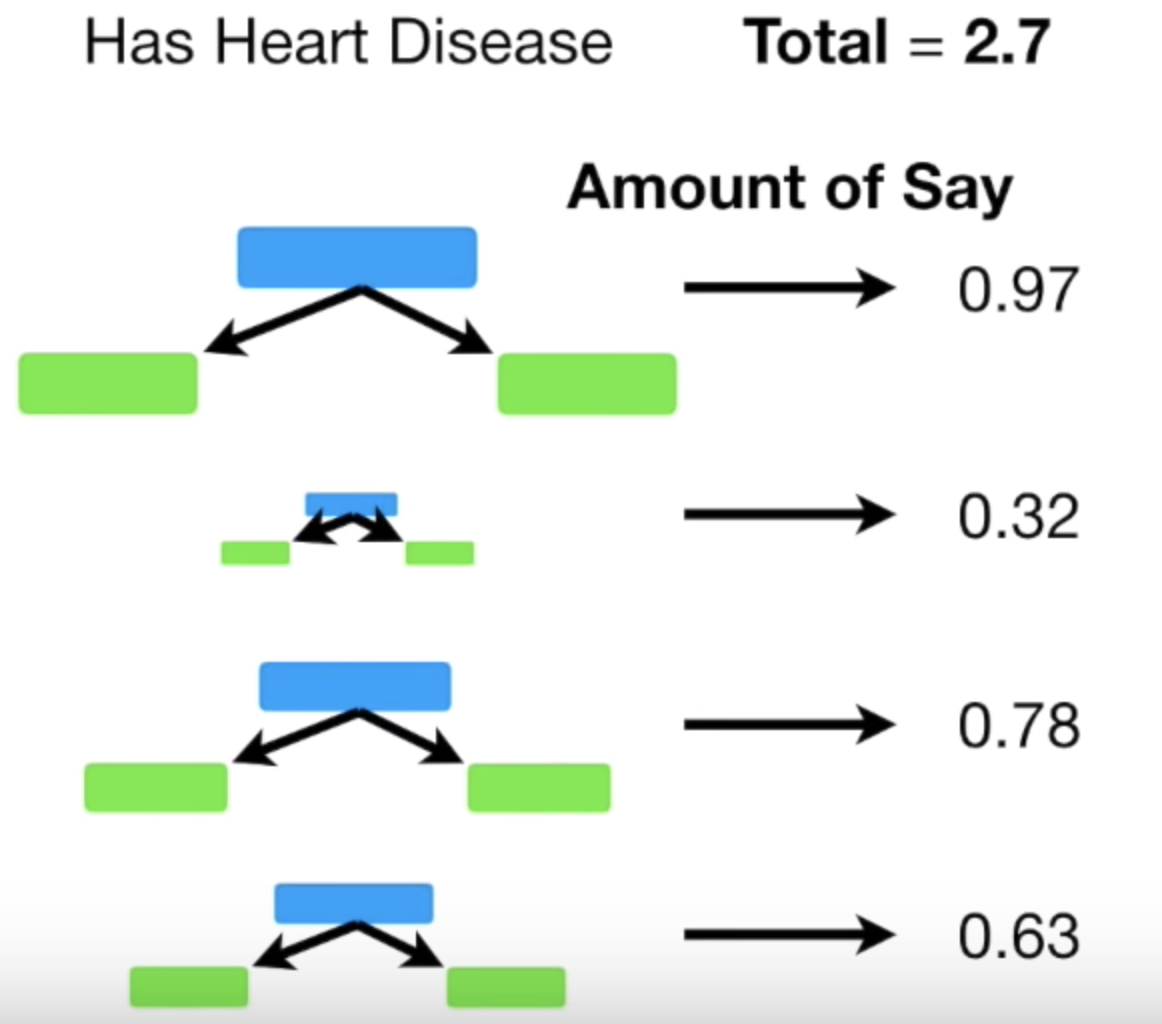 Has Heart Disease Total = 2.7
Amount of Say
0.97
0.32
0.78
0.63